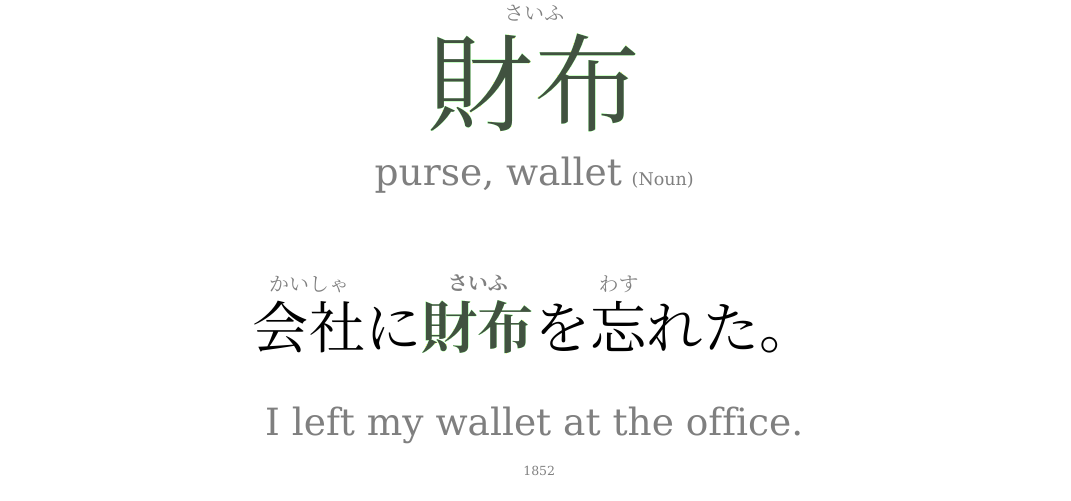 さいふ
財布
purse, wallet (Noun)
かいしゃ さいふ わす
会社に財布を忘れた。
I left my wallet at the office.
1852